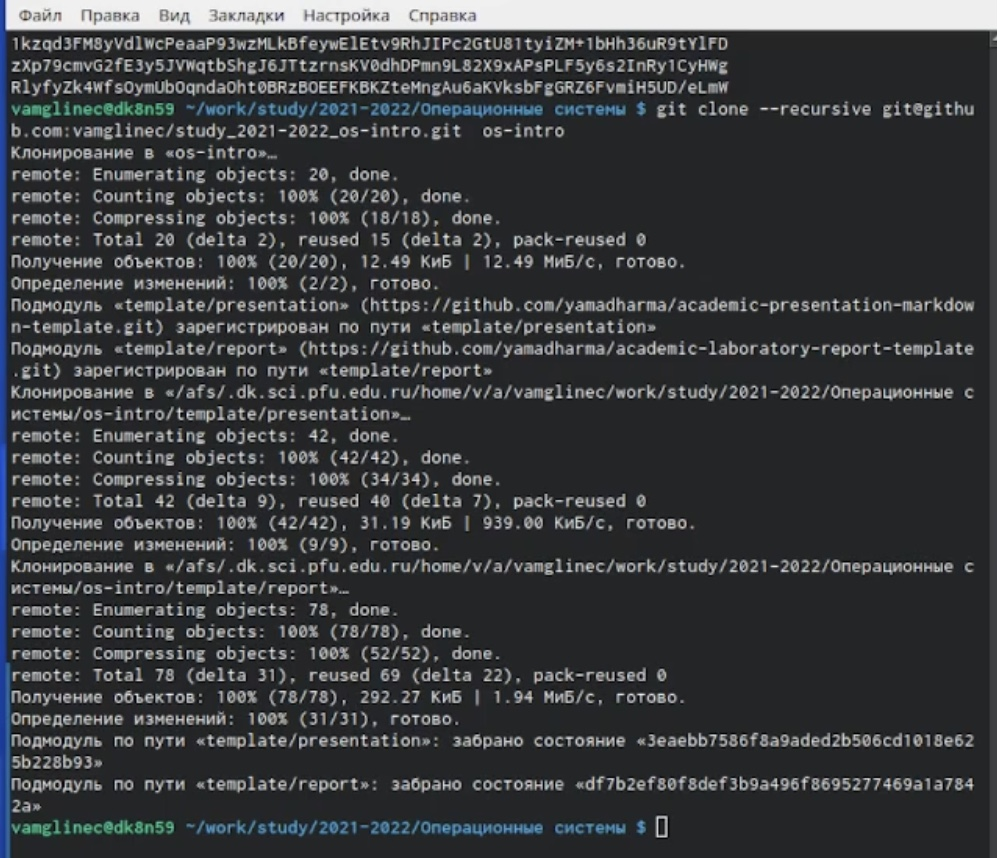 Файл Правка Вид Закладки Настройка Справка
1kzqd3FM8yVdlWcPeaaP93wzMLkBfeywElEtv9RhJIPc2GtU81tyiZM+1bHh36uR9tYlFD
zXp79cmvG2fE3y5JVWqtbShgJ6JTtzrnsKV0dhDPmn9L82X9xAPsPLF5y6s2InRy1CyHWg
RlyfyZk4WfsOymUbOqndaOht0BRzBOEEFKBKZteMngAu6aKVksbFgGRZ6FvmiH5UD/eLmW
vamglinec@dk8n59 ~/work/study/2021-2022/Операционные системы $ git clone --recursive git@githu
b.com:vamglinec/study_2021-2022_os-intro.git  os-intro
Клонирование в «os-intro»…
remote: Enumerating objects: 20, done.
remote: Counting objects: 100% (20/20), done.
remote: Compressing objects: 100% (18/18), done.
remote: Total 20 (delta 2), reused 15 (delta 2), pack-reused 0
Получение объектов: 100% (20/20), 12.49 КиБ | 12.49 МиБ/с, готово.
Определение изменений: 100% (2/2), готово.
Подмодуль «template/presentation» (https://github.com/yamadharma/academic-presentation-markdow
n-template.git) зарегистрирован по пути «template/presentation»
Подмодуль «template/report» (https://github.com/yamadharma/academic-laboratory-report-template
.git) зарегистрирован по пути «template/report»
Клонирование в «/afs/.dk.sci.pfu.edu.ru/home/v/a/vamglinec/work/study/2021-2022/Операционные с
истемы/os-intro/template/presentation»…
remote: Enumerating objects: 42, done.
remote: Counting objects: 100% (42/42), done.
remote: Compressing objects: 100% (34/34), done.
remote: Total 42 (delta 9), reused 40 (delta 7), pack-reused 0
Получение объектов: 100% (42/42), 31.19 КиБ | 939.00 КиБ/с, готово.
Определение изменений: 100% (9/9), готово.
Клонирование в «/afs/.dk.sci.pfu.edu.ru/home/v/a/vamglinec/work/study/2021-2022/Операционные с
истемы/os-intro/template/report»…
remote: Enumerating objects: 78, done.
remote: Counting objects: 100% (78/78), done.
remote: Compressing objects: 100% (52/52), done.
remote: Total 78 (delta 31), reused 69 (delta 22), pack-reused 0
Получение объектов: 100% (78/78), 292.27 КиБ | 1.94 МиБ/с, готово.
Определение изменений: 100% (31/31), готово.
Подмодуль по пути «template/presentation»: забрано состояние «3eaebb7586f8a9aded2b506cd1018e62
5b228b93»
Подмодуль по пути «template/report»: забрано состояние «df7b2ef80f8def3b9a496f8695277469a1a784
2a»
vamglinec@dk8n59 ~/work/study/2021-2022/Операционные системы $